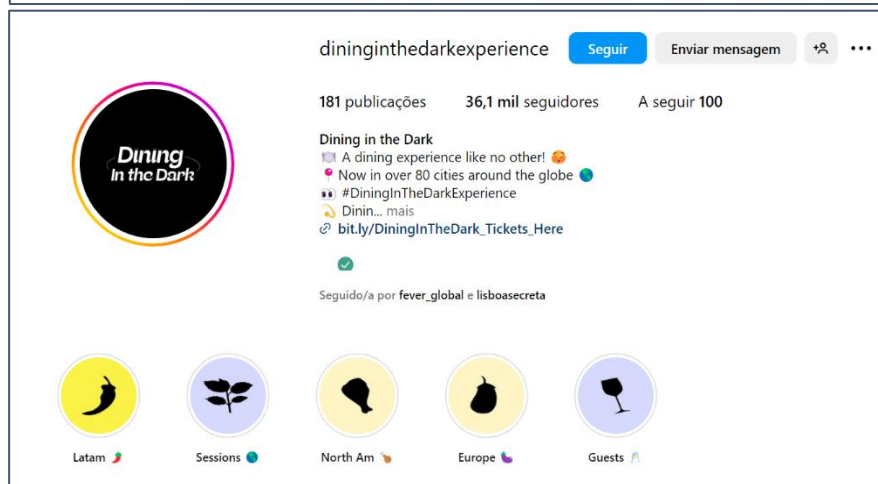 dininginthedarkexperience Seguir Enviar mensagem
181 publicações 36,1 mil seguidores A seguir 100
Dining
In the Dark
Dining in the Dark
🍽️ A dining experience like no other! 🥵
📍 Now in over 80 cities around the globe 🌎
👀 #DiningInTheDarkExperience
💫 Dinin... mais
bit.ly/DiningInTheDark_Tickets_Here
Seguido/a por fever_global e lisboasecreta
Latam 🌶️ Sessions 🌎 North Am 🍗 Europe 🍆 Guests 🥂